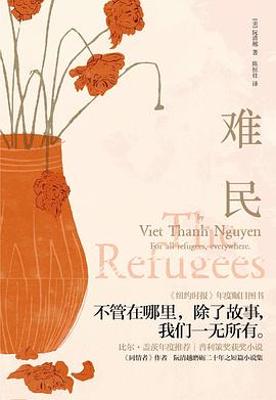 [美] 阮清越 著
陈恒仕 译
难民
Viet Thanh Nguyen
For all refugees, everywhere.
The
Refugees
《纽约时报》年度瞩目图书
不管在哪里，除了故事，
我们一无所有。
比尔·盖茨年度推荐｜普利策奖获奖小说
《同情者》作者 阮清越磨砺二十年之短篇小说集